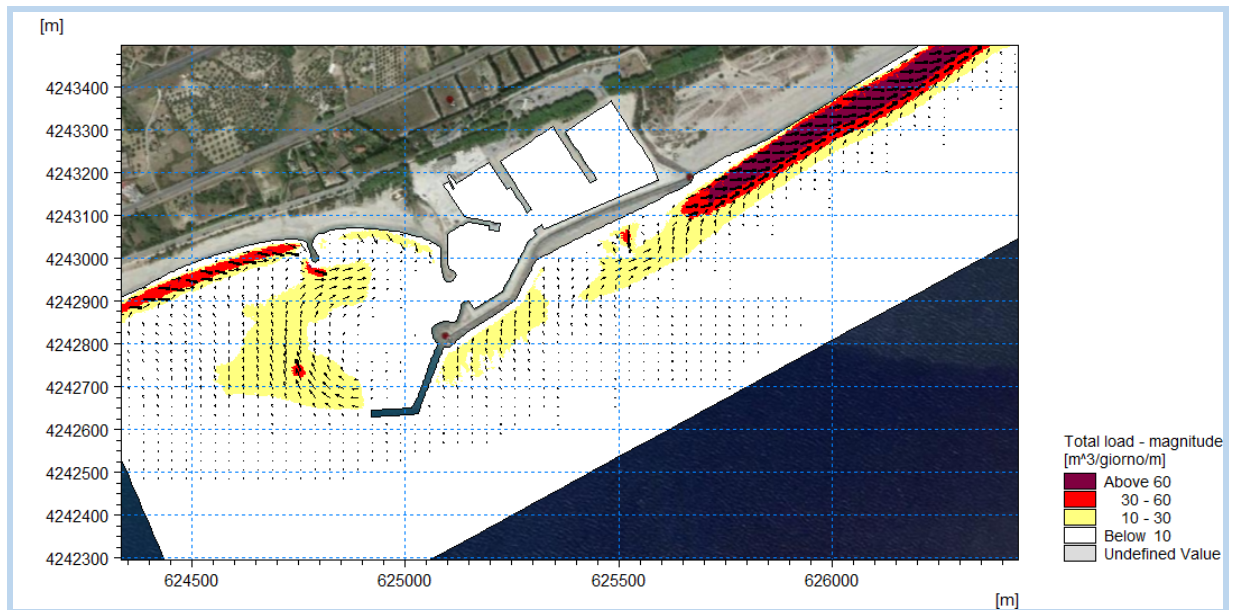 [m]
4243400
4243300
4243200
4243100
4243000
4242900
4242800
4242700
4242600
4242500
4242400
4242300
624500 625000 625500 626000
[m]
Total load - magnitude
[m^3/giorno/m]
Above 60
30 - 60
10 - 30
Below 10
Undefined Value